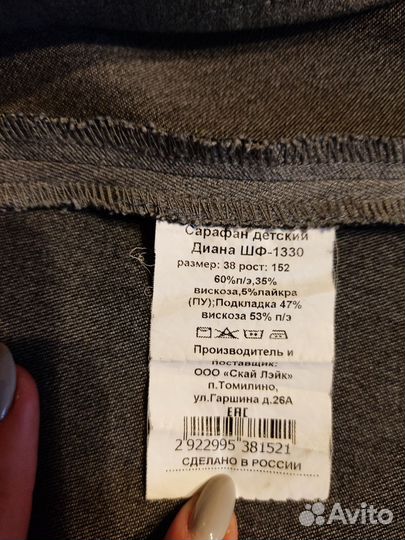 Сарафан детский
Диана ШФ-1330
размер: 38 рост: 152
60%п/э,35%
вискоза,5%лайкра
(ПУ);Подкладка 47%
вискоза 53% п/э
Производитель и
поставщик:
ООО «Скай Лэйк»
п.Томилино,
ул.Гаршина д.26А
EAC
2 922995 381521
СДЕЛАНО В РОССИИ
Avito